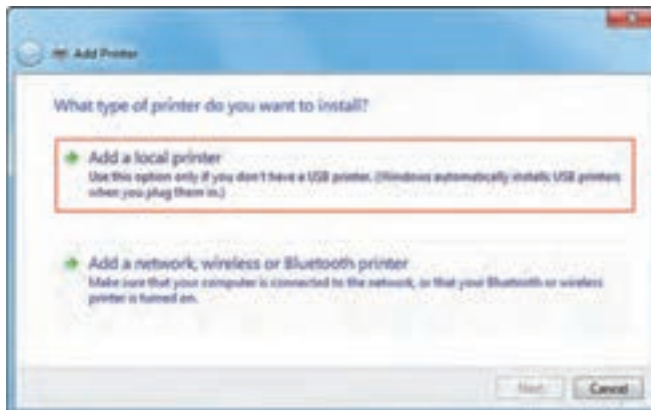 Add Printer
What type of printer do you want to install?
Add a local printer
Use this option only if you don't have a USB printer. (Windows automatically installs USB printers
when you plug them in.)
Add a network, wireless or Bluetooth printer
Make sure that your computer is connected to the network, or that your Bluetooth or wireless
printer is turned on.
Next
Cancel